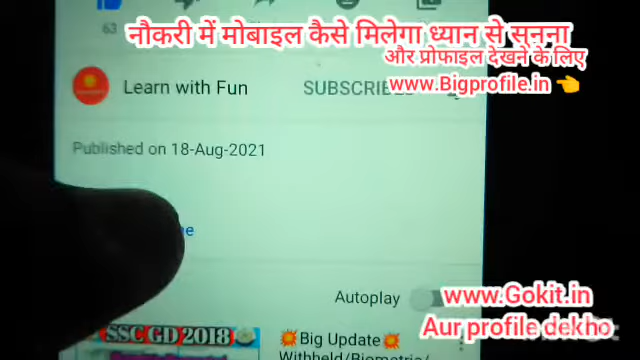 63
नौकरी में मोबाइल कैसे मिलेगा ध्यान से सुनना
और प्रोफाइल देखने के लिए
Learn with Fun
SUBSCRIBED
www.Bigprofile.in 👉
Published on 18-Aug-2021
Autoplay
www.Gokit.in
Aur profile dekho
SSC GD 2018
💥Big Update💥
Withheld/Biometric/